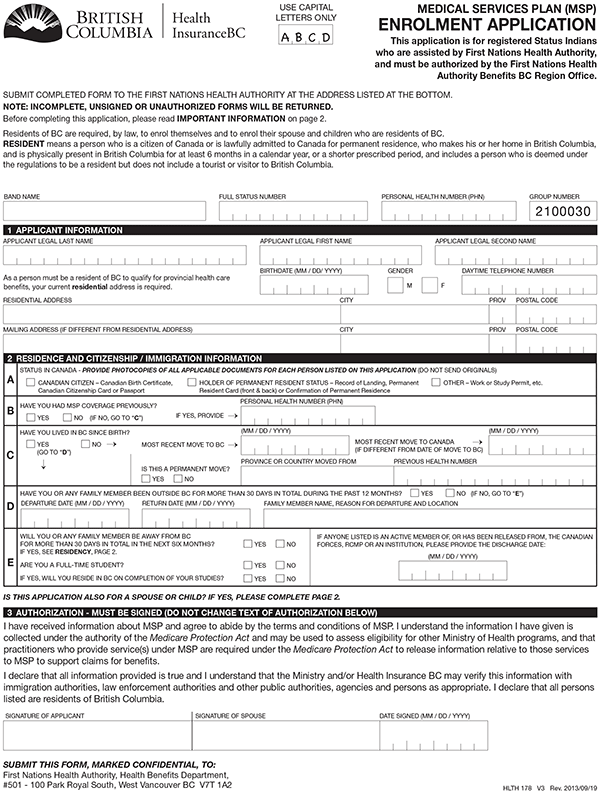 BRITISH
COLUMBIA
Health
InsuranceBC
USE CAPITAL
LETTERS ONLY
A B C D
MEDICAL SERVICES PLAN (MSP)
ENROLMENT APPLICATION
This application is for registered Status Indians
who are assisted by First Nations Health Authority,
and must be authorized by the First Nations Health
Authority Benefits BC Region Office.
SUBMIT COMPLETED FORM TO THE FIRST NATIONS HEALTH AUTHORITY AT THE ADDRESS LISTED AT THE BOTTOM.
NOTE: INCOMPLETE, UNSIGNED OR UNAUTHORIZED FORMS WILL BE RETURNED.
Before completing this application, please read IMPORTANT INFORMATION on page 2.
Residents of BC are required, by law, to enrol themselves and to enrol their spouse and children who are residents of BC.
RESIDENT means a person who is a citizen of Canada or is lawfully admitted to Canada for permanent residence, who makes his or her home in British Columbia,
and is physically present in British Columbia for at least 6 months in a calendar year, or a shorter prescribed period, and includes a person who is deemed under
the regulations to be a resident but does not include a tourist or visitor to British Columbia.
BAND NAME FULL STATUS NUMBER PERSONAL HEALTH NUMBER (PHN) GROUP NUMBER
2100030
1 APPLICANT INFORMATION
APPLICANT LEGAL LAST NAME APPLICANT LEGAL FIRST NAME APPLICANT LEGAL SECOND NAME
As a person must be a resident of BC to qualify for provincial health care
benefits, your current residential address is required.
BIRTHDATE (MM / DD/ YYYY) GENDER DAYTIME TELEPHONE NUMBER
M F
RESIDENTIAL ADDRESS CITY PROV POSTAL CODE
MAILING ADDRESS (IF DIFFERENT FROM RESIDENTIAL ADDRESS) CITY PROV POSTAL CODE
2 RESIDENCE AND CITIZENSHIP / IMMIGRATION INFORMATION
A STATUS IN CANADA - PROVIDE PHOTOCOPIES OF ALL APPLICABLE DOCUMENTS FOR EACH PERSON LISTED ON THIS APPLICATION (DO NOT SEND ORIGINALS)
CANADIAN CITIZEN – Canadian Birth Certificate,
Canadian Citizenship Card or Passport
HOLDER OF PERMANENT RESIDENT STATUS – Record of Landing, Permanent
Resident Card (front & back) or Confirmation of Permanent Residence
OTHER – Work or Study Permit, etc.
B HAVE YOU HAD MSP COVERAGE PREVIOUSLY?
YES NO (IF NO, GO TO “C”) IF YES, PROVIDE →
PERSONAL HEALTH NUMBER (PHN)
C HAVE YOU LIVED IN BC SINCE BIRTH?
YES NO →
(GO TO “D”)
↓
MOST RECENT MOVE TO BC →
(MM / DD / YYYY)
MOST RECENT MOVE TO CANADA →
(IF DIFFERENT FROM DATE OF MOVE TO BC)
(MM / DD / YYYY)
IS THIS A PERMANENT MOVE?
YES NO
PROVINCE OR COUNTRY MOVED FROM PREVIOUS HEALTH NUMBER
D HAVE YOU OR ANY FAMILY MEMBER BEEN OUTSIDE BC FOR MORE THAN 30 DAYS IN TOTAL DURING THE PAST 12 MONTHS? YES NO (IF NO, GO TO “E”)
DEPARTURE DATE (MM / DD / YYYY) RETURN DATE (MM / DD / YYYY) FAMILY MEMBER NAME, REASON FOR DEPARTURE AND LOCATION
E WILL YOU OR ANY FAMILY MEMBER BE AWAY FROM BC
FOR MORE THAN 30 DAYS IN TOTAL IN THE NEXT SIX MONTHS? YES NO
IF YES, SEE RESIDENCY, PAGE 2.
ARE YOU A FULL-TIME STUDENT? YES NO
IF YES, WILL YOU RESIDE IN BC ON COMPLETION OF YOUR STUDIES? YES NO
IF ANYONE LISTED IS AN ACTIVE MEMBER OF, OR HAS BEEN RELEASED FROM, THE CANADIAN
FORCES, RCMP OR AN INSTITUTION, PLEASE PROVIDE THE DISCHARGE DATE:
(MM / DD / YYYY)
IS THIS APPLICATION ALSO FOR A SPOUSE OR CHILD? IF YES, PLEASE COMPLETE PAGE 2.
3 AUTHORIZATION - MUST BE SIGNED (DO NOT CHANGE TEXT OF AUTHORIZATION BELOW)
I have received information about MSP and agree to abide by the terms and conditions of MSP. I understand the information I have given is
collected under the authority of the Medicare Protection Act and may be used to assess eligibility for other Ministry of Health programs, and that
practitioners who provide service(s) under MSP are required under the Medicare Protection Act to release information relative to those services
to MSP to support claims for benefits.
I declare that all information provided is true and I understand that the Ministry and/or Health Insurance BC may verify this information with
immigration authorities, law enforcement authorities and other public authorities, agencies and persons as appropriate. I declare that all persons
listed are residents of British Columbia.
SIGNATURE OF APPLICANT SIGNATURE OF SPOUSE DATE SIGNED (MM / DD / YYYY)
SUBMIT THIS FORM, MARKED CONFIDENTIAL, TO:
First Nations Health Authority, Health Benefits Department,
#501 - 100 Park Royal South, West Vancouver BC V7T 1A2
HLTH 178 V3 Rev. 2013/09/19